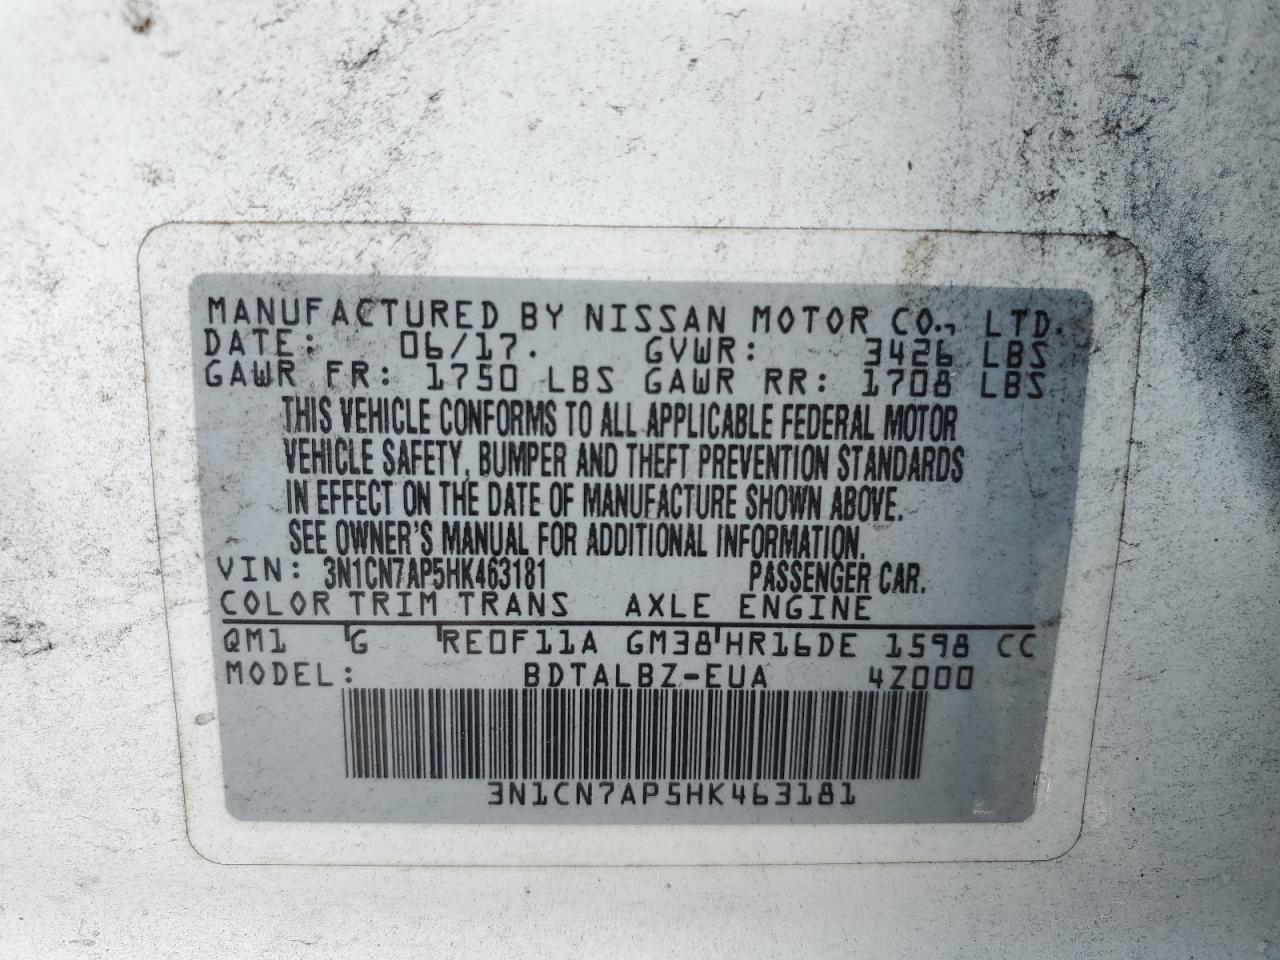 MANUFACTURED BY NISSAN MOTOR CO., LTD.
DATE: 06/17. GVWR: 3426 LBS
GAWR FR: 1750 LBS GAWR RR: 1708 LBS
THIS VEHICLE CONFORMS TO ALL APPLICABLE FEDERAL MOTOR
VEHICLE SAFETY, BUMPER AND THEFT PREVENTION STANDARDS
IN EFFECT ON THE DATE OF MANUFACTURE SHOWN ABOVE.
SEE OWNER'S MANUAL FOR ADDITIONAL INFORMATION.
VIN: 3N1CN7AP5HK463181 PASSENGER CAR.
COLOR TRIM TRANS AXLE ENGINE
QM1 G RE0F11A GM38 HR16DE 1598 CC
MODEL: BDTALBZ-EUA 4Z000
3N1CN7AP5HK463181